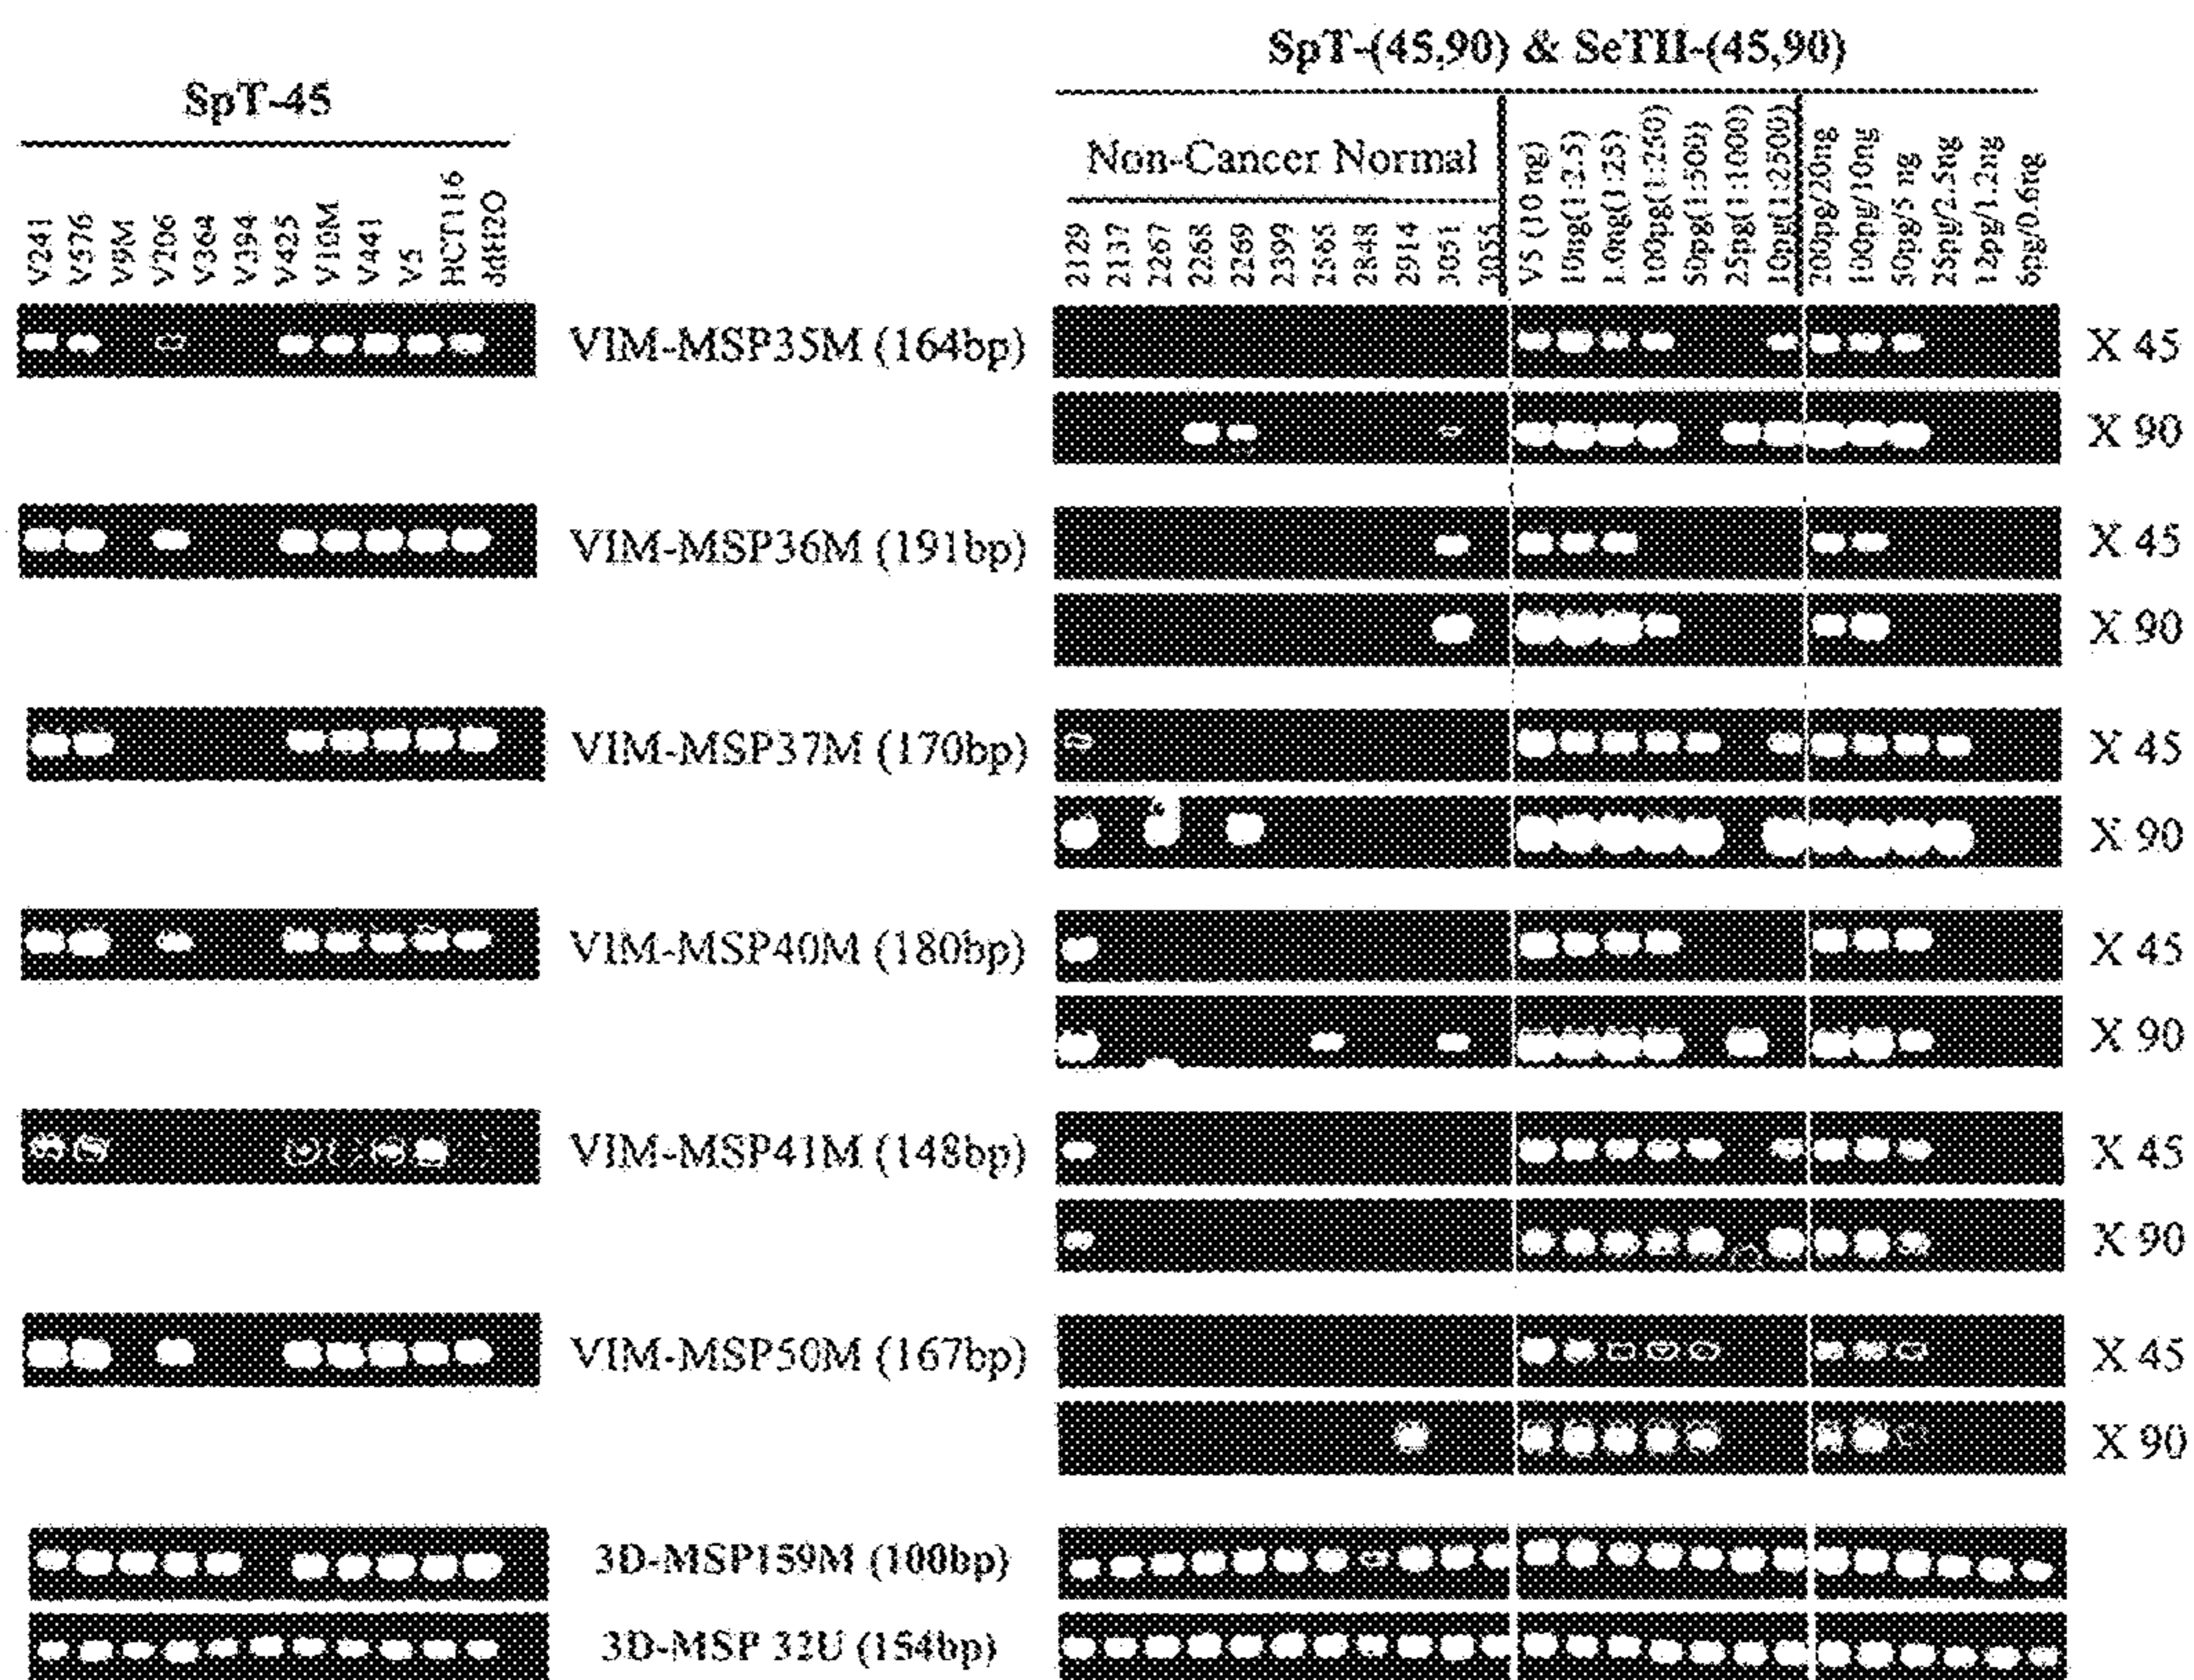 SpT-(45,90) & SeTII-(45,90)
SpT-45
Non-Cancer Normal
V241
V576
V9M
V206
V364
V394
V425
V10M
V441
V5
HCT116
ddH2O
2129
2137
2267
2268
2269
2399
2565
2848
2914
3051
3055
V5 (10 ng)
10ng(1:2.5)
1.0ng(1:25)
100pg(1:250)
50pg(1:500)
25pg(1:1000)
10pg(1:2500)
200pg/20ng
100pg/10ng
50pg/5 ng
25pg/2.5ng
12pg/1.2ng
6pg/0.6ng
VIM-MSP35M (164bp) X 45
X 90
VIM-MSP36M (191bp) X 45
X 90
VIM-MSP37M (170bp) X 45
X 90
VIM-MSP40M (180bp) X 45
X 90
VIM-MSP41M (148bp) X 45
X 90
VIM-MSP50M (167bp) X 45
X 90
3D-MSP159M (100bp)
3D-MSP 32U (154bp)